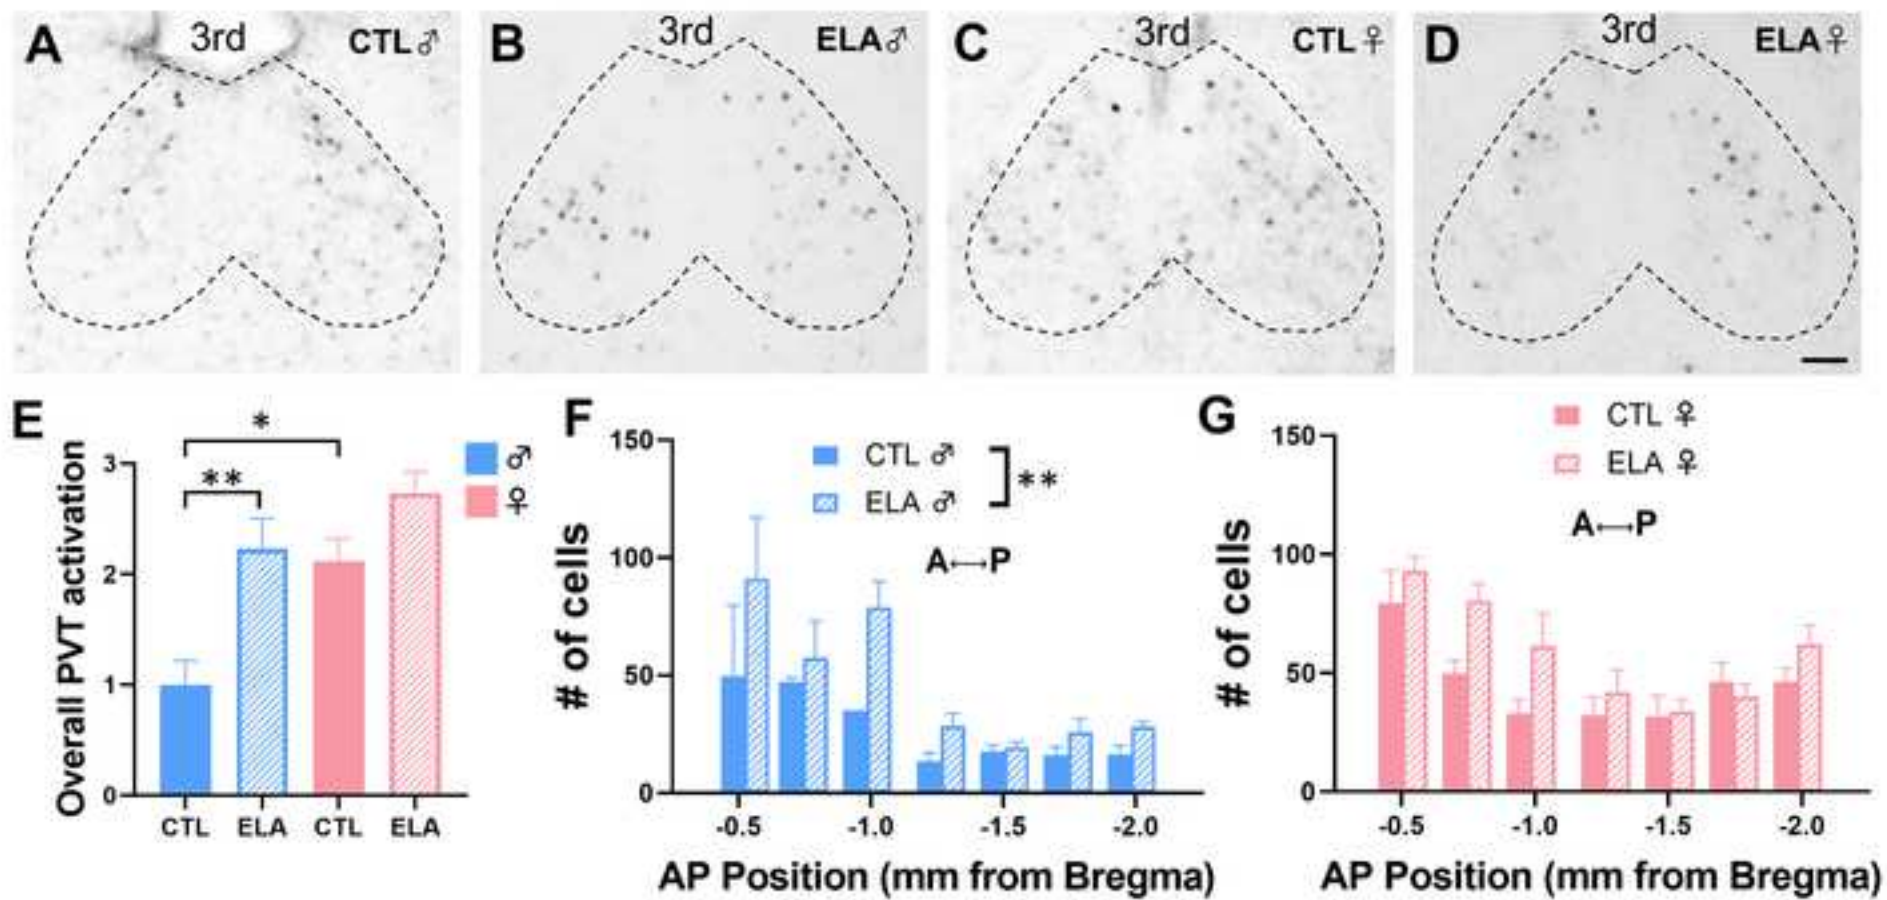 A 3rd CTL♂
B 3rd ELA♂
C 3rd CTL♀
D 3rd ELA♀
E
Overall PVT activation
3
2
1
0
*
**
♂
♀
CTL ELA CTL ELA
F
# of cells
150
100
50
0
CTL ♂
ELA ♂
**
A↔P
-0.5 -1.0 -1.5 -2.0
AP Position (mm from Bregma)
G
# of cells
150
100
50
0
CTL ♀
ELA ♀
A↔P
-0.5 -1.0 -1.5 -2.0
AP Position (mm from Bregma)